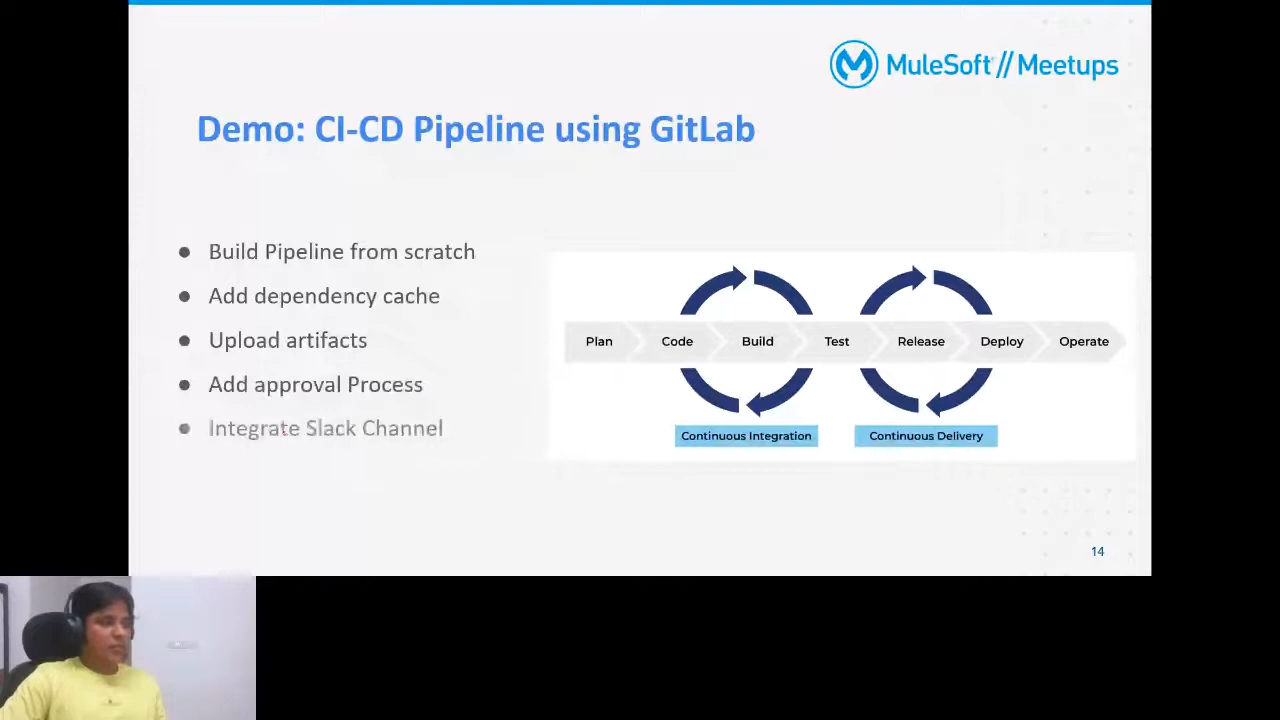 MuleSoft // Meetups
Demo: CI-CD Pipeline using GitLab
● Build Pipeline from scratch
● Add dependency cache
● Upload artifacts
● Add approval Process
● Integrate Slack Channel
Plan Code Build Test Release Deploy Operate
Continuous Integration Continuous Delivery
14